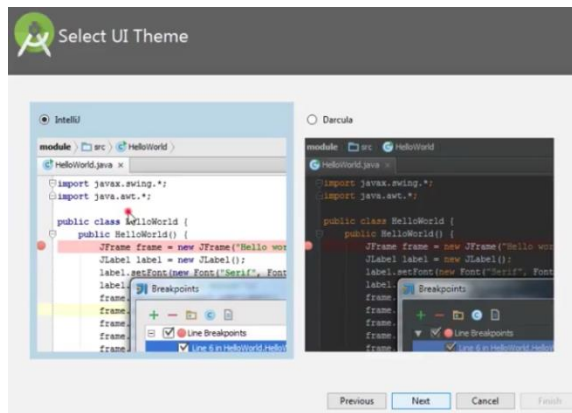 Select UI Theme
IntelliJ
Darcula
module src HelloWorld
HelloWorld.java ×
import javax.swing.*;
import java.awt.*;
public class HelloWorld {
public HelloWorld() {
JFrame frame = new JFrame("Hello wor
JLabel label = new JLabel();
label.setFont(new Font("Serif", Font
label.
frame.
frame.
frame.
frame.
frame.
Breakpoints
Line Breakpoints
Line 6 in HelloWorld.HelloW
module src HelloWorld
HelloWorld.java ×
import javax.swing.*;
import java.awt.*;
public class HelloWorld {
public HelloWorld() {
JFrame frame = new JFrame("Hello wor
JLabel label = new JLabel();
label.setFont(new Font("Serif", Font
label.
frame.
frame.
frame.
frame.
frame.
Breakpoints
Line Breakpoints
Line 6 in HelloWorld.Hello
Previous Next Cancel Finish